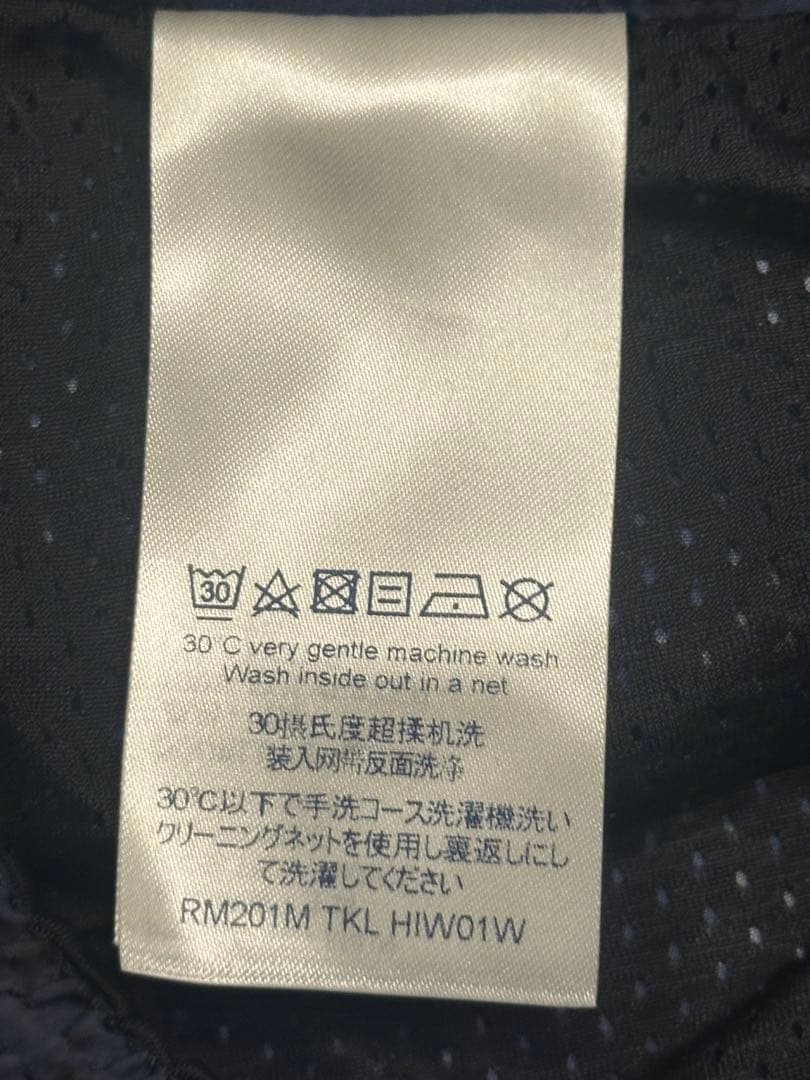 30
30°C very gentle machine wash
Wash inside out in a net
30摄氏度超揉机洗
装入网带反面洗净
30℃以下で手洗コース洗濯機洗い
クリーニングネットを使用し裏返しにし
て洗濯してください
RM201M TKL HIW01W